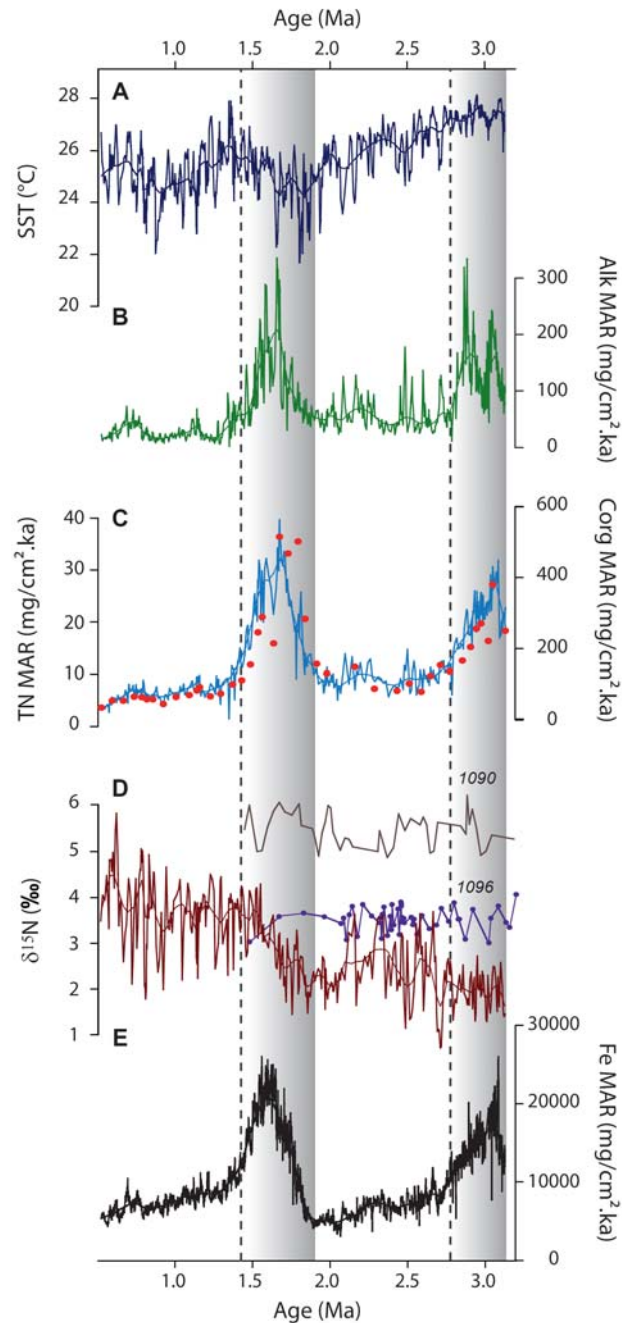 Age (Ma)
1.0 1.5 2.0 2.5 3.0
A
28
26
24
22
20
SST (°C)
B
300
200
100
0
Alk MAR (mg/cm².ka)
C
40
30
20
10
0
TN MAR (mg/cm².ka)
600
400
200
0
Corg MAR (mg/cm².ka)
D
1090
1096
6
5
4
3
2
1
δ¹⁵N (‰)
E
30000
20000
10000
0
Fe MAR (mg/cm².ka)
1.0 1.5 2.0 2.5 3.0
Age (Ma)